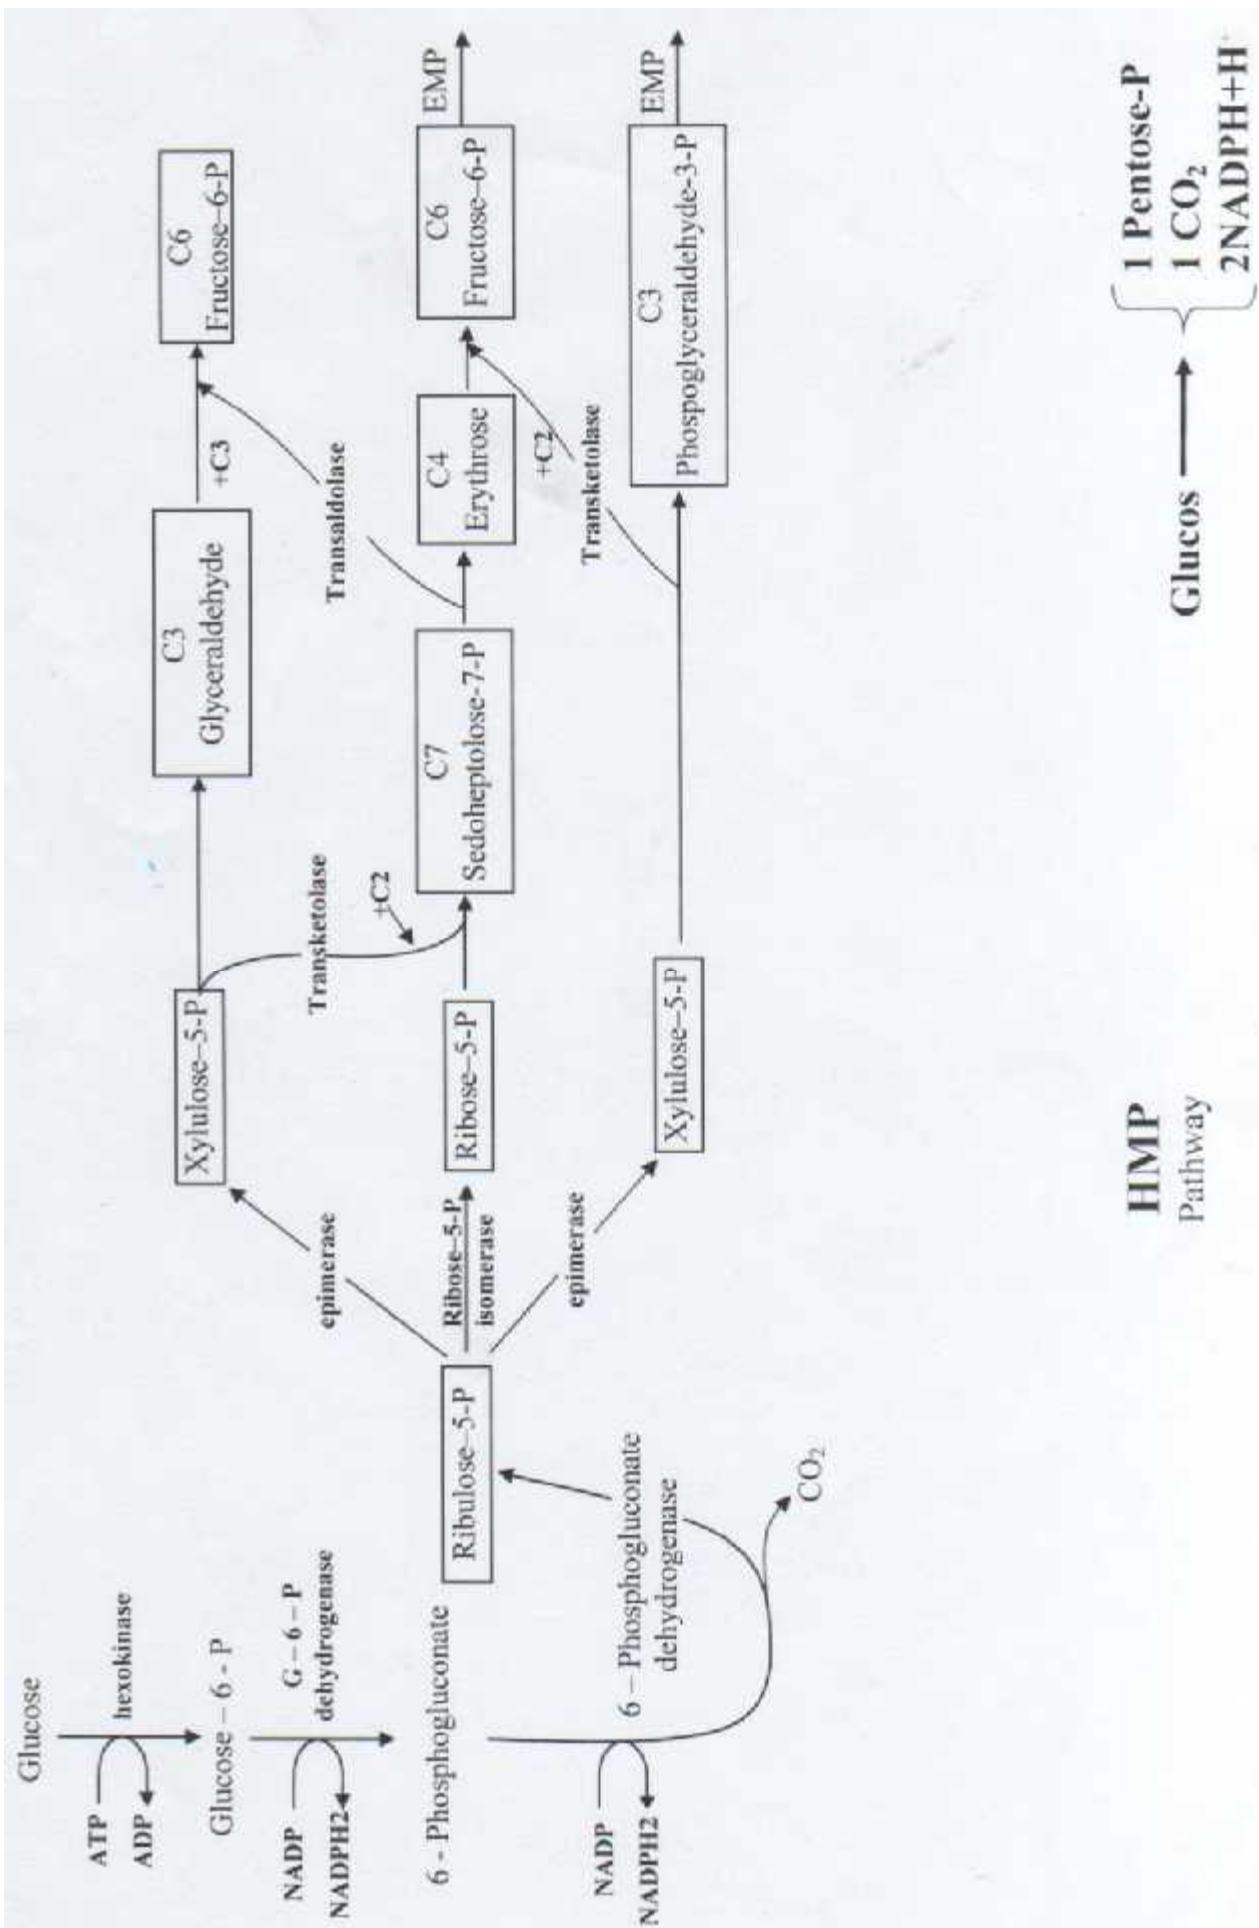 Glucose
ATP
ADP
hexokinase
Glucose – 6 - P
NADP
NADPH2
G – 6 – P
dehydrogenase
6 - Phosphogluconate
NADP
NADPH2
6 – Phosphogluconate
dehydrogenase
CO₂
Ribulose–5-P
epimerase
Ribose–5-P
isomerase
epimerase
Xylulose–5-P
Ribose–5-P
Xylulose–5-P
Transketolase
+C2
C3
Glyceraldehyde
C7
Sedoheptolose-7-P
Transaldolase
+C3
C4
Erythrose
+C2
Transketolase
C6
Fructose–6-P
C6
Fructose–6-P
EMP
C3
Phospoglyceraldehyde-3-P
EMP
HMP
Pathway
Glucos
1 Pentose-P
1 CO₂
2NADPH+H